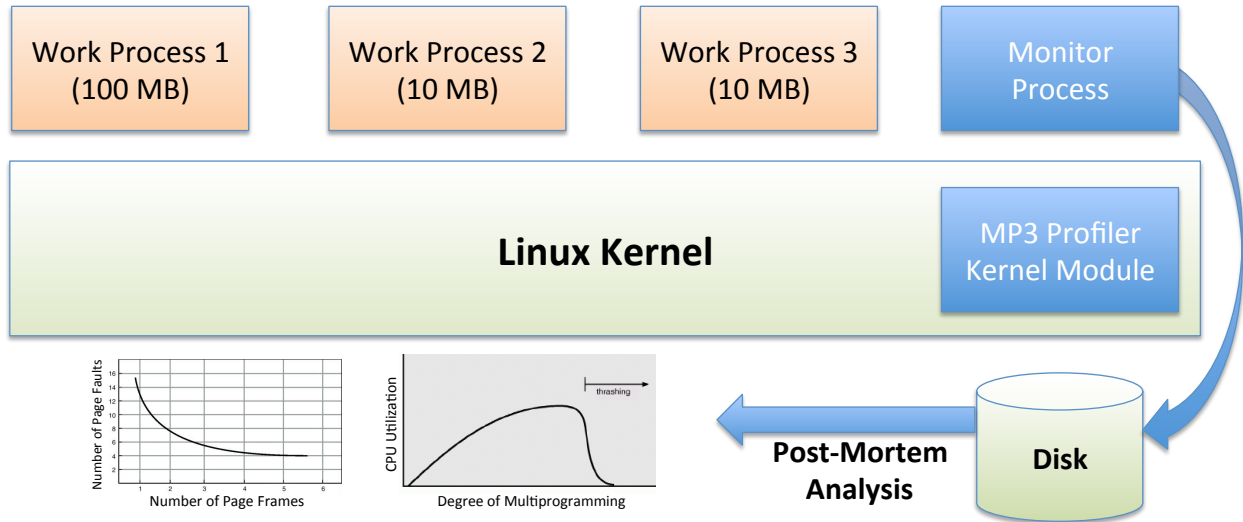 Work Process 1
(100 MB)
Work Process 2
(10 MB)
Work Process 3
(10 MB)
Monitor
Process
Linux Kernel
MP3 Profiler
Kernel Module
Number of Page Faults
16
14
12
10
8
6
4
2
1
2
3
4
5
6
Number of Page Frames
CPU Utilization
thrashing
Degree of Multiprogramming
Post-Mortem
Analysis
Disk